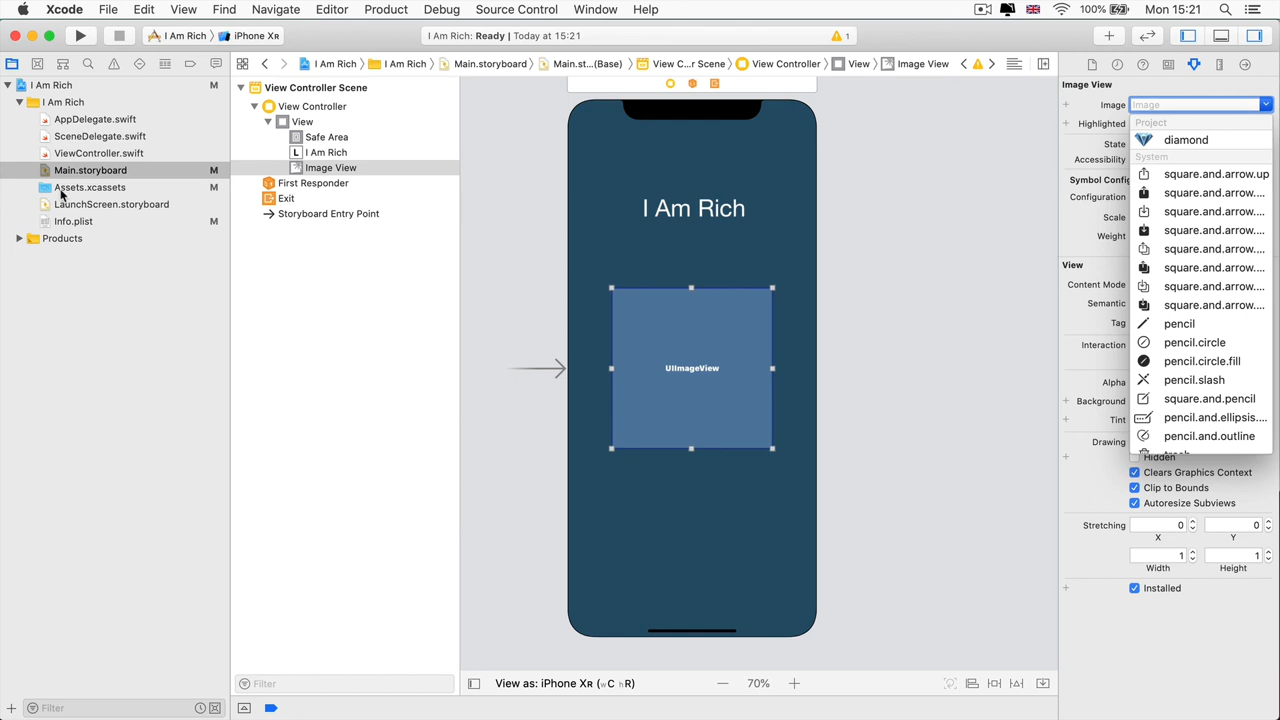 Xcode File Edit View Find Navigate Editor Product Debug Source Control Window Help 100% Mon 15:21
I Am Rich iPhone XR I Am Rich: Ready | Today at 15:21 1
I Am Rich I Am Rich Main.storyboard Main.st...(Base) View C...r Scene View Controller View Image View
I Am Rich M
I Am Rich
AppDelegate.swift
SceneDelegate.swift
ViewController.swift
Main.storyboard
Assets.xcassets M
LaunchScreen.storyboard
Info.plist M
Products
Filter
View Controller Scene
View Controller
View
Safe Area
L I Am Rich
Image View
First Responder
Exit
Storyboard Entry Point
Filter
I Am Rich
UIImageView
View as: iPhone XR (wC hR) 70%
Image View
Image Image
Highlighted
State
Accessibility
Symbol Config
Configuration
Scale
Weight
View
Content Mode
Semantic
Tag
Interaction
Alpha
Background
Tint
Drawing
Project
diamond
System
square.and.arrow.up
square.and.arrow....
square.and.arrow....
square.and.arrow....
square.and.arrow....
square.and.arrow....
square.and.arrow....
square.and.arrow....
pencil
pencil.circle
pencil.circle.fill
pencil.slash
square.and.pencil
pencil.and.ellipsis....
pencil.and.outline
Hidden
Clears Graphics Context
Clip to Bounds
Autoresize Subviews
Stretching 0 0
X Y
1 1
Width Height
Installed